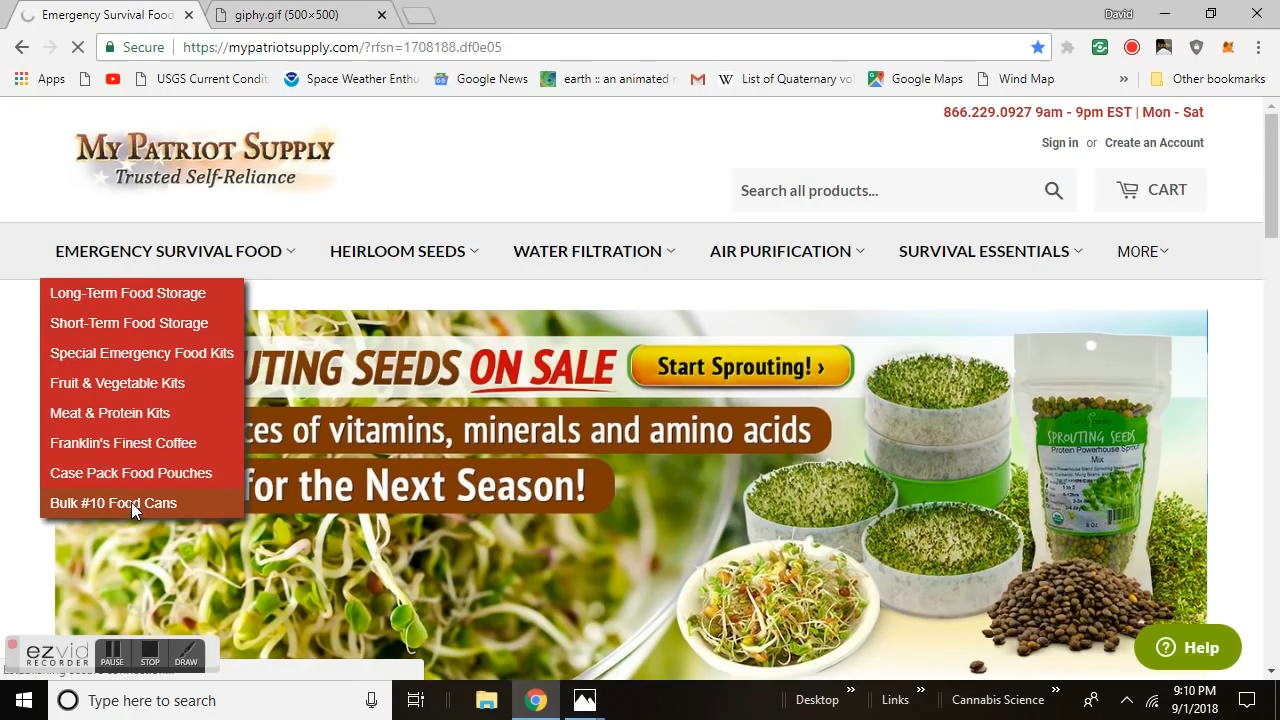 Emergency Survival Food
giphy.gif (500×500)
David
Secure
https://mypatriotsupply.com/?rfsn=1708188.df0e05
Apps
USGS Current Condit
Space Weather Enthu
Google News
earth :: an animated
List of Quaternary vo
Google Maps
Wind Map
Other bookmarks
866.229.0927 9am - 9pm EST | Mon - Sat
MY PATRIOT SUPPLY
Trusted Self-Reliance
Sign in or Create an Account
Search all products...
CART
EMERGENCY SURVIVAL FOOD
HEIRLOOM SEEDS
WATER FILTRATION
AIR PURIFICATION
SURVIVAL ESSENTIALS
MORE
Long-Term Food Storage
Short-Term Food Storage
Special Emergency Food Kits
Fruit & Vegetable Kits
Meat & Protein Kits
Franklin's Finest Coffee
Case Pack Food Pouches
Bulk #10 Food Cans
UTING SEEDS ON SALE
Start Sprouting! ›
ces of vitamins, minerals and amino acids
for the Next Season!
SPROUTING SEEDS
Protein Powerhouse Sprout
Mix
Help
ezvid
RECORDER
PAUSE
STOP
DRAW
Type here to search
Desktop
Links
Cannabis Science
9:10 PM
9/1/2018